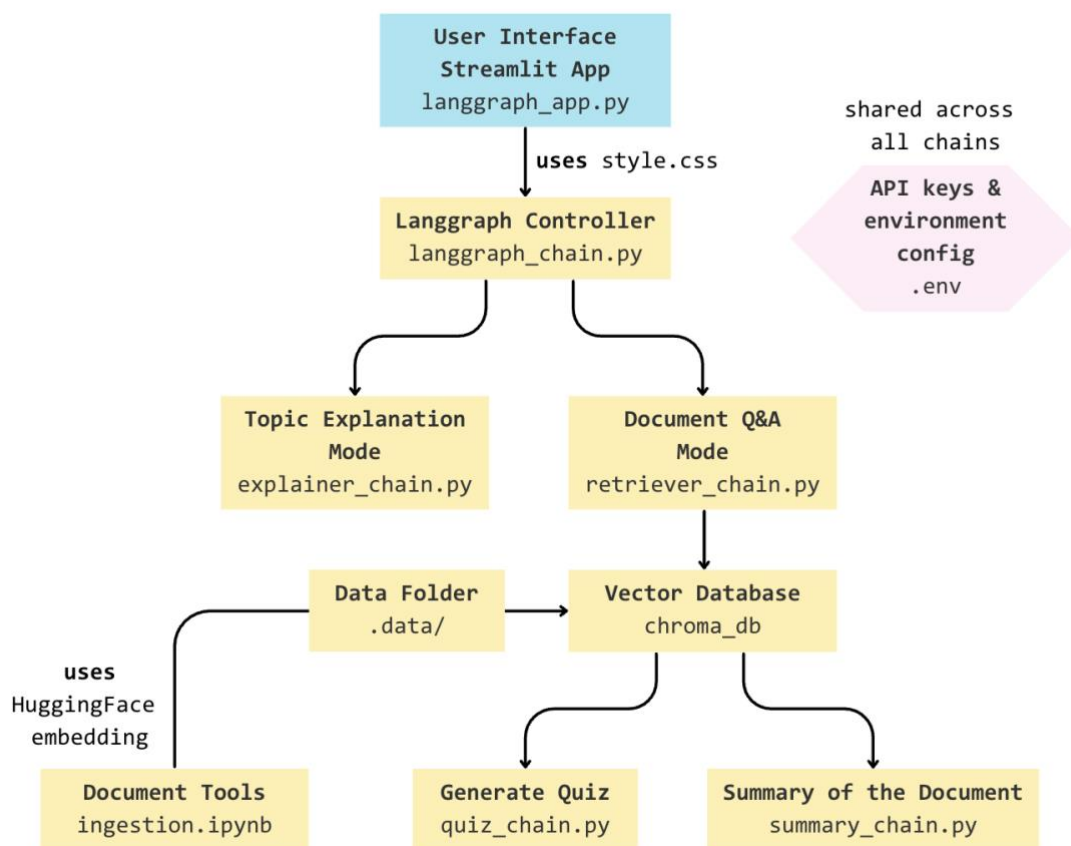 User Interface
Streamlit App
langgraph_app.py
uses style.css
shared across
all chains
API keys &
environment
config
.env
Langgraph Controller
langgraph_chain.py
Topic Explanation
Mode
explainer_chain.py
Document Q&A
Mode
retriever_chain.py
Data Folder
.data/
Vector Database
chroma_db
uses
HuggingFace
embedding
Document Tools
ingestion.ipynb
Generate Quiz
quiz_chain.py
Summary of the Document
summary_chain.py